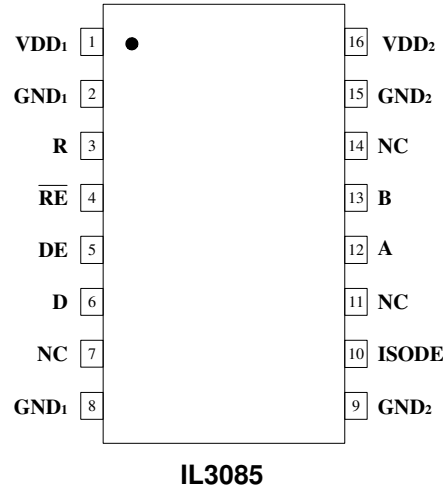 VDD₁ 1 16 VDD₂
GND₁ 2 15 GND₂
R 3 14 NC
R̅E̅ 4 13 B
DE 5 12 A
D 6 11 NC
NC 7 10 ISODE
GND₁ 8 9 GND₂
IL3085